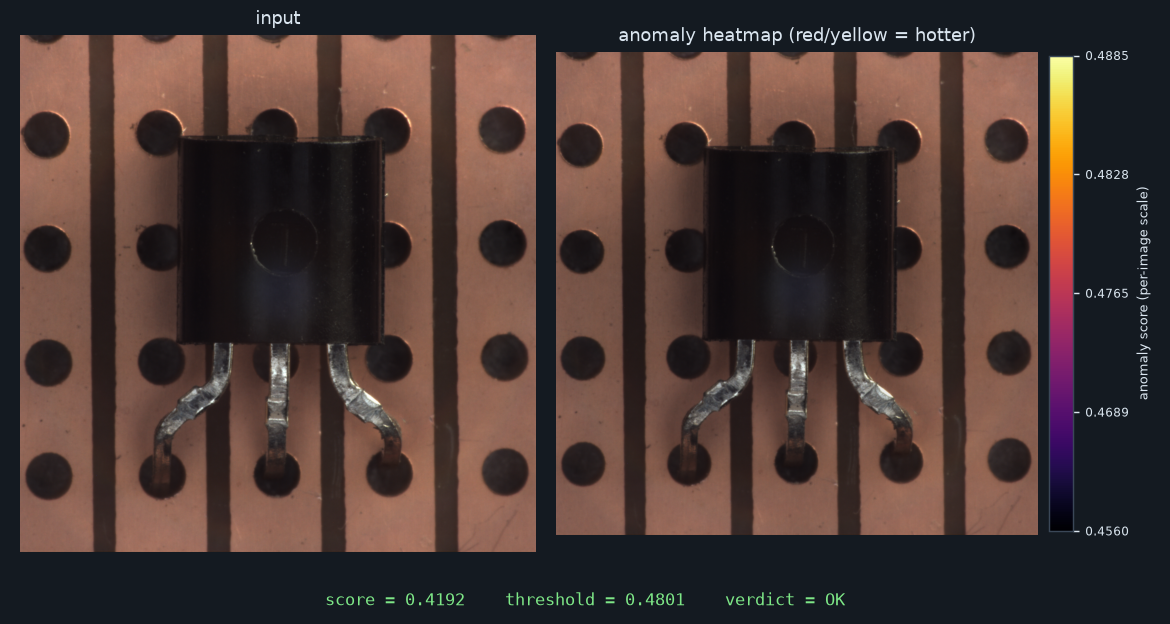 input
anomaly heatmap (red/yellow = hotter)
0.4885
0.4828
0.4765
0.4689
0.4560
anomaly score (per-image scale)
score = 0.4192 threshold = 0.4801 verdict = OK